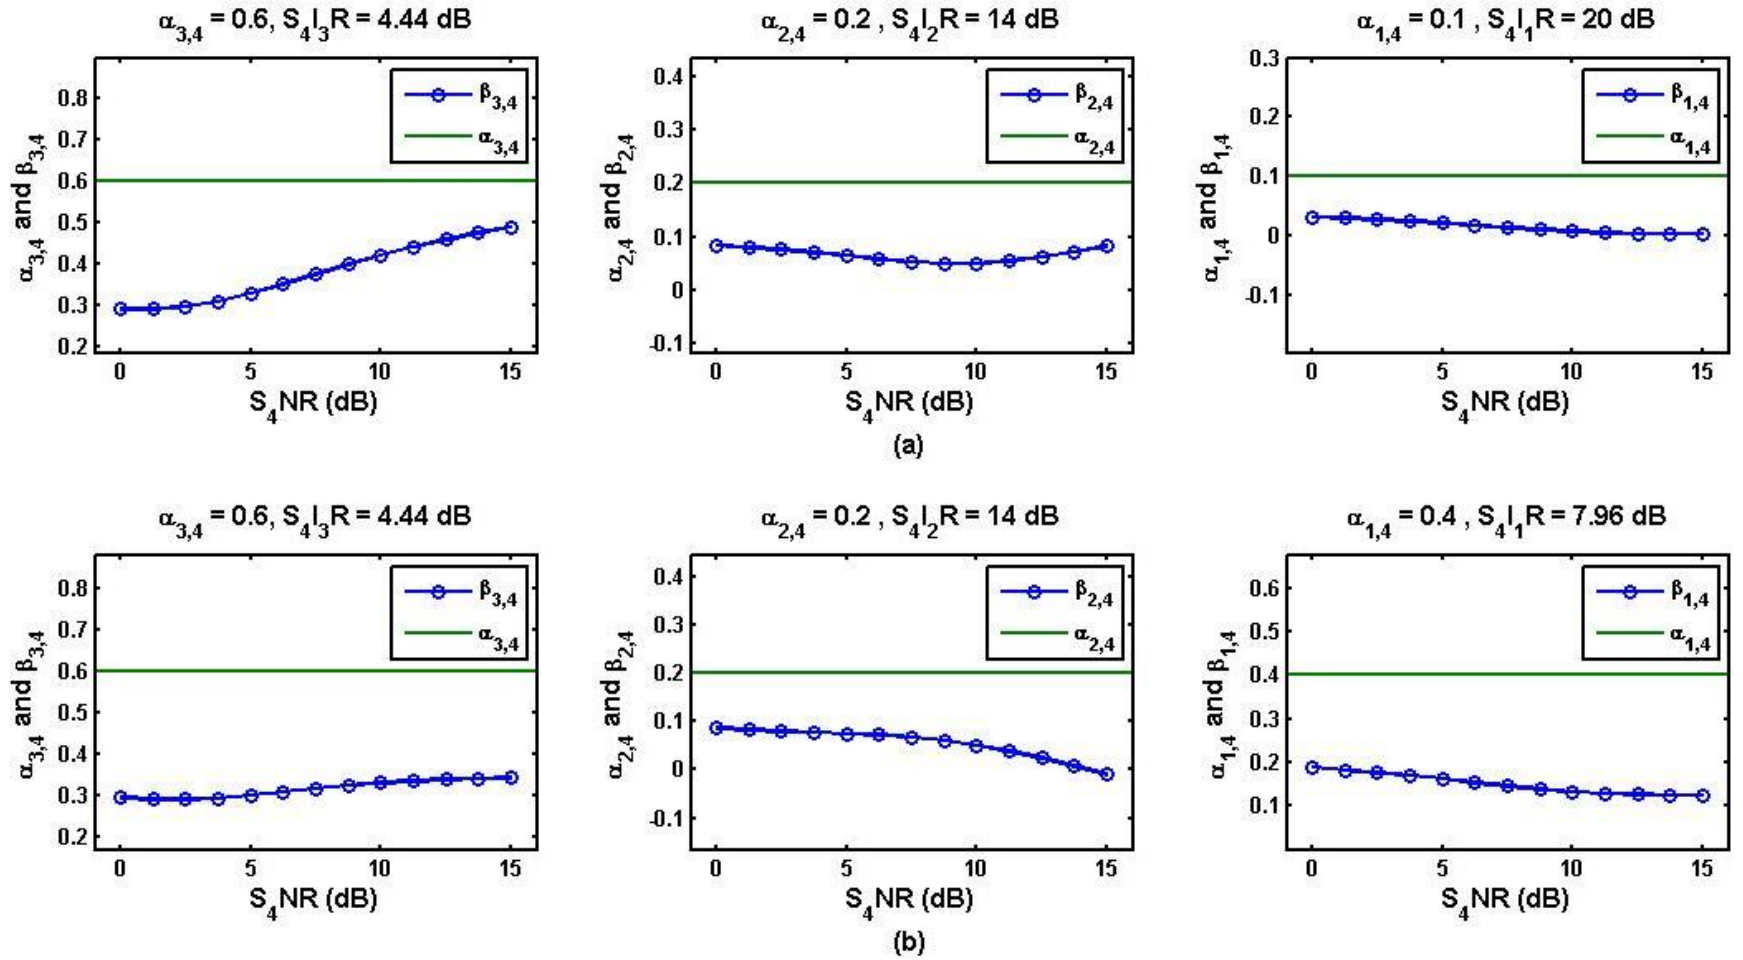 α3,4 = 0.6, S4I3R = 4.44 dB
α3,4 and β3,4
0.8
0.7
0.6
0.5
0.4
0.3
0.2
β3,4
α3,4
0 5 10 15
S4NR (dB)
α2,4 = 0.2 , S4I2R = 14 dB
α2,4 and β2,4
0.4
0.3
0.2
0.1
0
-0.1
β2,4
α2,4
0 5 10 15
S4NR (dB)
α1,4 = 0.1 , S4I1R = 20 dB
α1,4 and β1,4
0.3
0.2
0.1
0
-0.1
β1,4
α1,4
0 5 10 15
S4NR (dB)
(a)
α3,4 = 0.6, S4I3R = 4.44 dB
α3,4 and β3,4
0.8
0.7
0.6
0.5
0.4
0.3
0.2
β3,4
α3,4
0 5 10 15
S4NR (dB)
α2,4 = 0.2 , S4I2R = 14 dB
α2,4 and β2,4
0.4
0.3
0.2
0.1
0
-0.1
β2,4
α2,4
0 5 10 15
S4NR (dB)
α1,4 = 0.4 , S4I1R = 7.96 dB
α1,4 and β1,4
0.6
0.5
0.4
0.3
0.2
0.1
β1,4
α1,4
0 5 10 15
S4NR (dB)
(b)